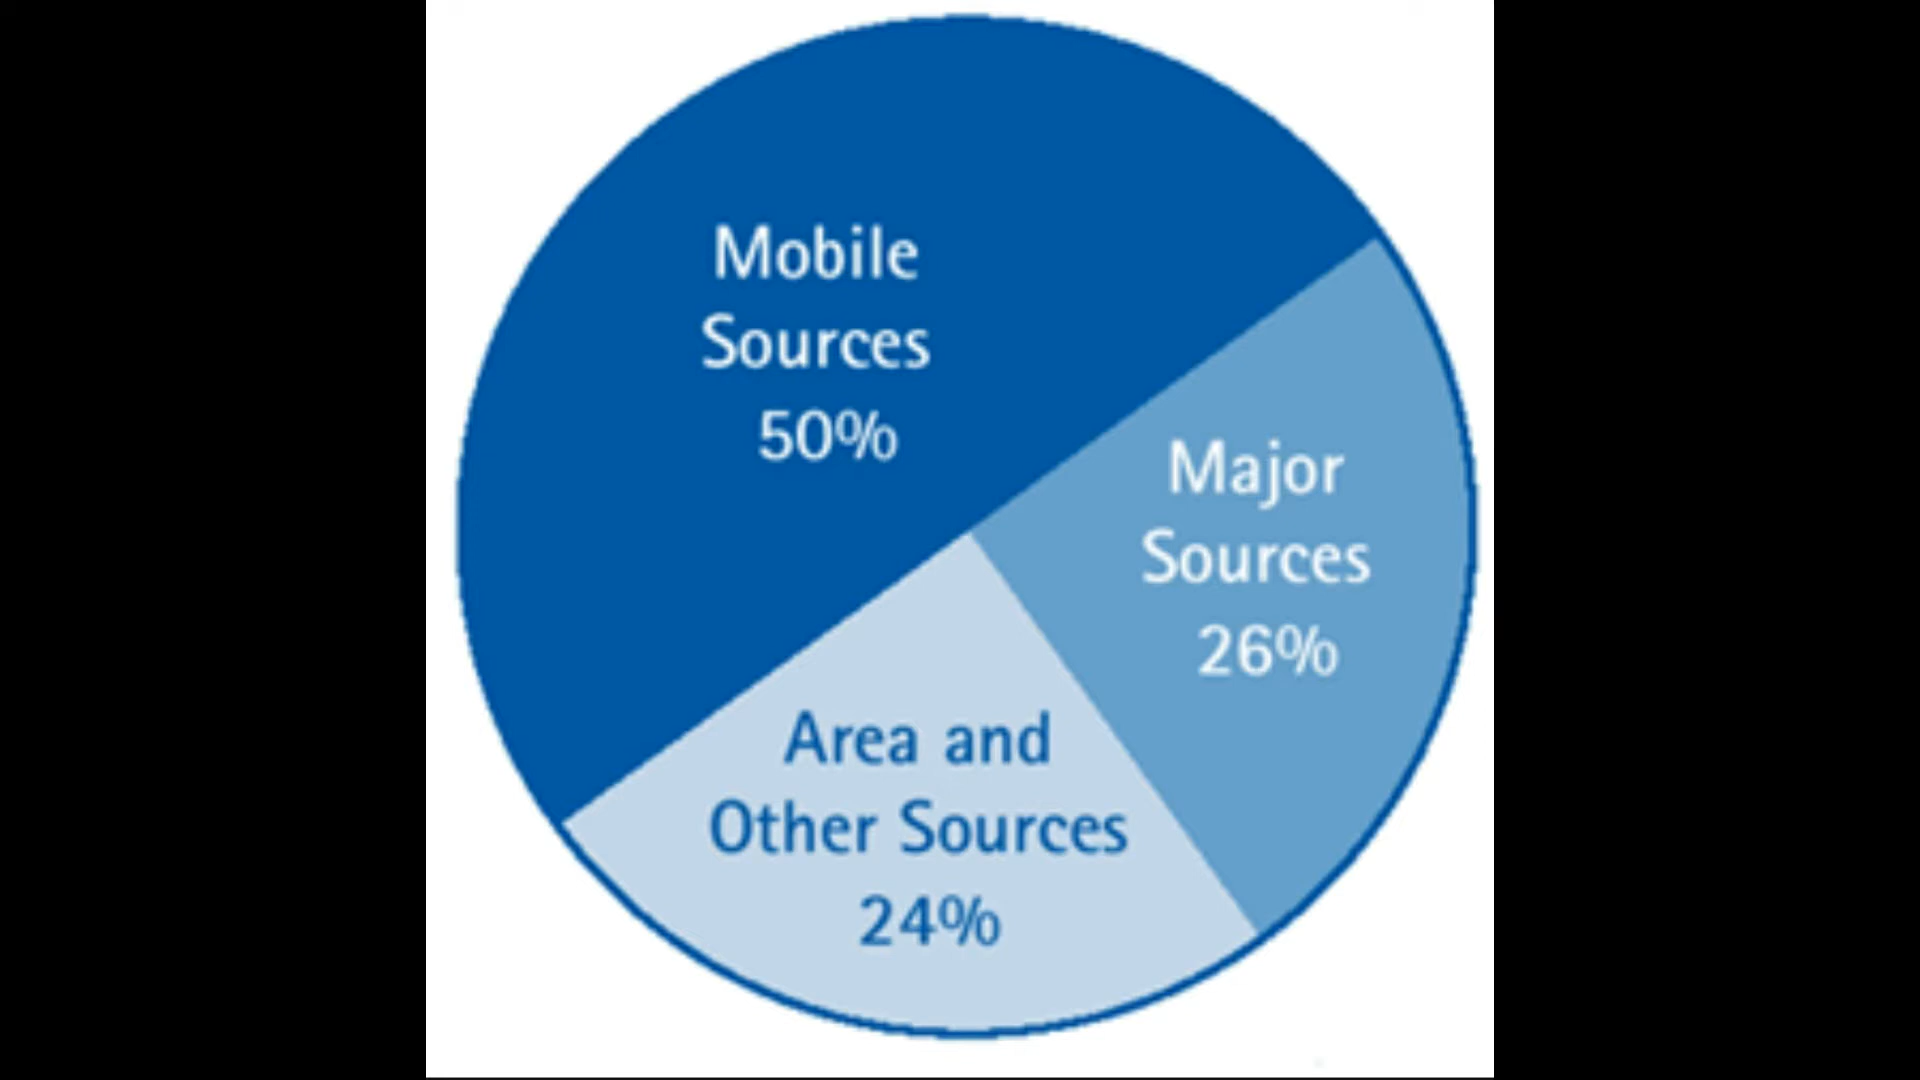 Mobile
Sources
50%
Major
Sources
26%
Area and
Other Sources
24%